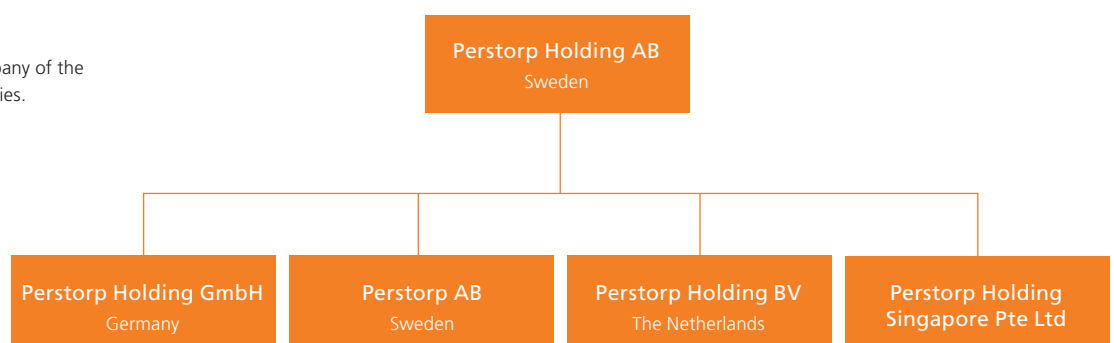 Perstorp Holding AB
Sweden
any of the
ies.
Perstorp Holding GmbH
Germany
Perstorp AB
Sweden
Perstorp Holding BV
The Netherlands
Perstorp Holding
Singapore Pte Ltd